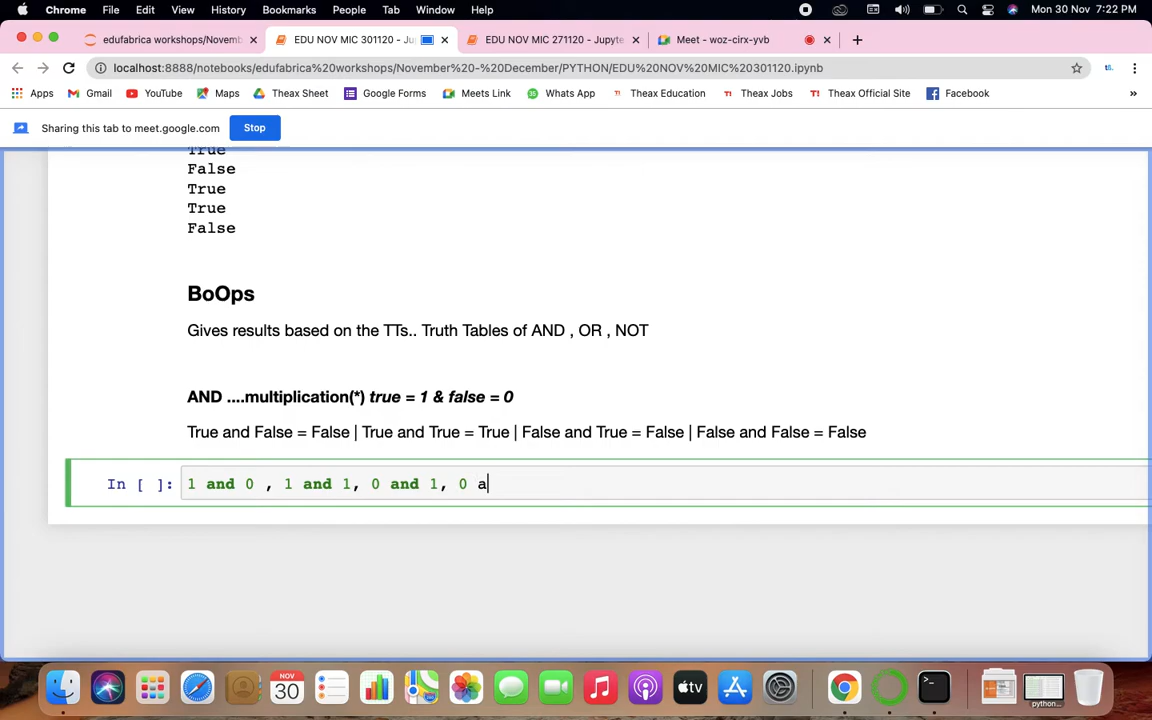 Chrome File Edit View History Bookmarks People Tab Window Help Mon 30 Nov 7:22 PM
edufabrica workshops/Novemb EDU NOV MIC 301120 - Ju EDU NOV MIC 271120 - Jupyte Meet - woz-cirx-yvb
localhost:8888/notebooks/edufabrica%20workshops/November%20-%20December/PYTHON/EDU%20NOV%20MIC%20301120.ipynb
Apps Gmail YouTube Maps Theax Sheet Google Forms Meets Link Whats App Theax Education Theax Jobs Theax Official Site Facebook »
Sharing this tab to meet.google.com Stop
True
False
True
True
False
BoOps
Gives results based on the TTs.. Truth Tables of AND , OR , NOT
AND ....multiplication(*) true = 1 & false = 0
True and False = False | True and True = True | False and True = False | False and False = False
In [ ]: 1 and 0 , 1 and 1, 0 and 1, 0 a
NOV
30
tv
python...